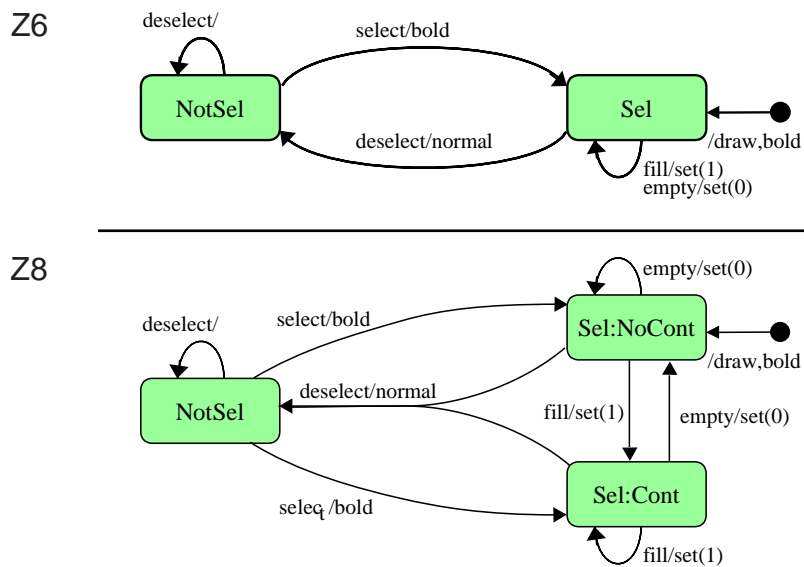 Z6
deselect/
select/bold
NotSel
Sel
deselect/normal
/draw,bold
fill/set(1)
empty/set(0)
Z8
empty/set(0)
deselect/
select/bold
Sel:NoCont
/draw,bold
deselect/normal
NotSel
fill/set(1)
empty/set(0)
Sel:Cont
select/bold
fill/set(1)